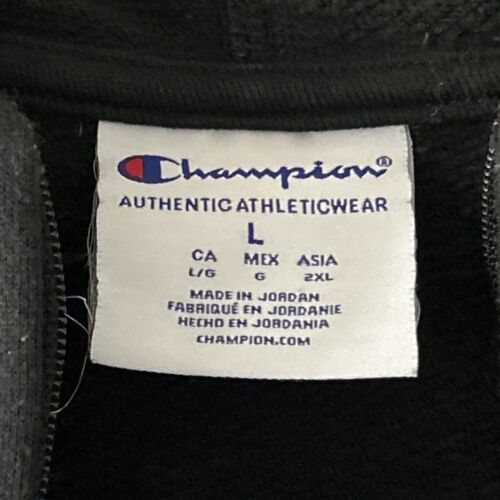 Champion®
AUTHENTIC ATHLETICWEAR
L
CA MEX ASIA
L/G G 2XL
MADE IN JORDAN
FABRIQUÉ EN JORDANIE
HECHO EN JORDANIA
CHAMPION.COM